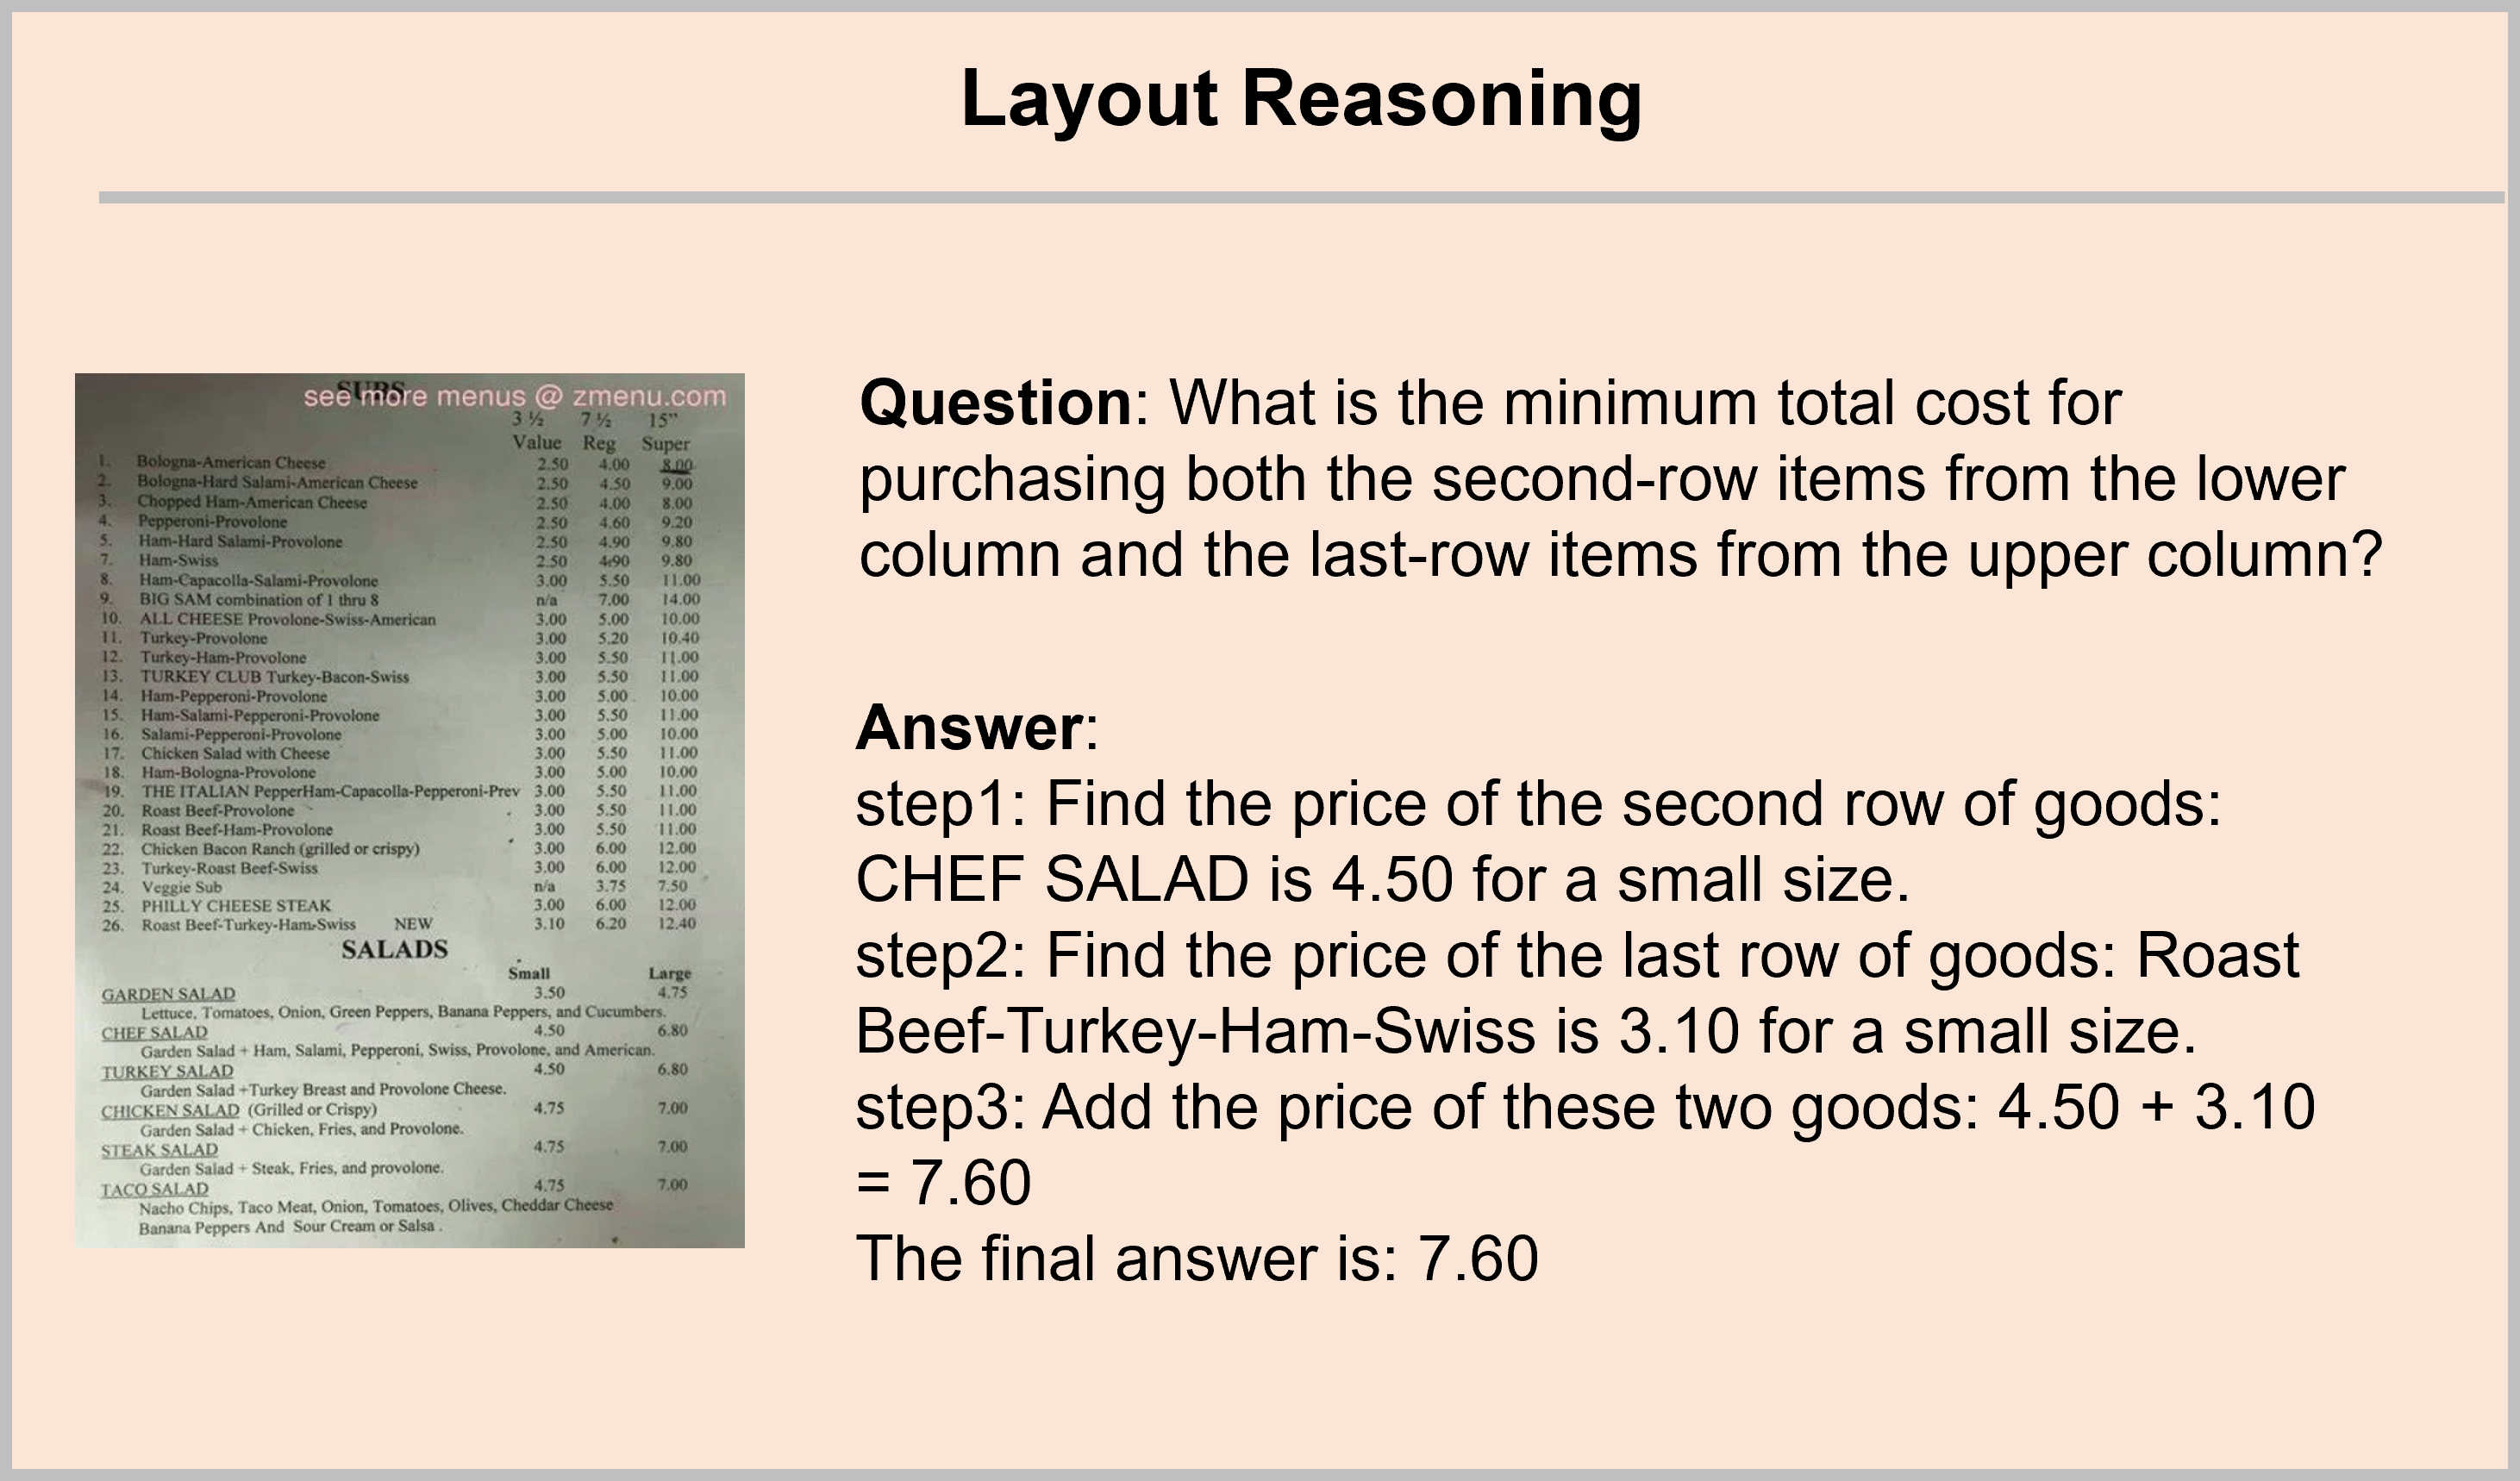 Layout Reasoning
SUBS
see more menus @ zmenu.com
3 ½ 7 ½ 15"
Value Reg Super
1. Bologna-American Cheese 2.50 4.00 8.00
2. Bologna-Hard Salami-American Cheese 2.50 4.50 9.00
3. Chopped Ham-American Cheese 2.50 4.00 8.00
4. Pepperoni-Provolone 2.50 4.60 9.20
5. Ham-Hard Salami-Provolone 2.50 4.90 9.80
7. Ham-Swiss 2.50 4.90 9.80
8. Ham-Capacolla-Salami-Provolone 3.00 5.50 11.00
9. BIG SAM combination of 1 thru 8 n/a 7.00 14.00
10. ALL CHEESE Provolone-Swiss-American 3.00 5.00 10.00
11. Turkey-Provolone 3.00 5.20 10.40
12. Turkey-Ham-Provolone 3.00 5.50 11.00
13. TURKEY CLUB Turkey-Bacon-Swiss 3.00 5.50 11.00
14. Ham-Pepperoni-Provolone 3.00 5.00 10.00
15. Ham-Salami-Pepperoni-Provolone 3.00 5.50 11.00
16. Salami-Pepperoni-Provolone 3.00 5.00 10.00
17. Chicken Salad with Cheese 3.00 5.50 11.00
18. Ham-Bologna-Provolone 3.00 5.00 10.00
19. THE ITALIAN PepperHam-Capacolla-Pepperoni-Prev 3.00 5.50 11.00
20. Roast Beef-Provolone 3.00 5.50 11.00
21. Roast Beef-Ham-Provolone 3.00 5.50 11.00
22. Chicken Bacon Ranch (grilled or crispy) 3.00 6.00 12.00
23. Turkey-Roast Beef-Swiss 3.00 6.00 12.00
24. Veggie Sub n/a 3.75 7.50
25. PHILLY CHEESE STEAK 3.00 6.00 12.00
26. Roast Beef-Turkey-Ham-Swiss NEW 3.10 6.20 12.40
SALADS
Small Large
GARDEN SALAD 3.50 4.75
Lettuce, Tomatoes, Onion, Green Peppers, Banana Peppers, and Cucumbers.
CHEF SALAD 4.50 6.80
Garden Salad + Ham, Salami, Pepperoni, Swiss, Provolone, and American.
TURKEY SALAD 4.50 6.80
Garden Salad +Turkey Breast and Provolone Cheese.
CHICKEN SALAD (Grilled or Crispy) 4.75 7.00
Garden Salad + Chicken, Fries, and Provolone.
STEAK SALAD 4.75 7.00
Garden Salad + Steak, Fries, and provolone.
TACO SALAD 4.75 7.00
Nacho Chips, Taco Meat, Onion, Tomatoes, Olives, Cheddar Cheese
Banana Peppers And Sour Cream or Salsa .
Question: What is the minimum total cost for
purchasing both the second-row items from the lower
column and the last-row items from the upper column?
Answer:
step1: Find the price of the second row of goods:
CHEF SALAD is 4.50 for a small size.
step2: Find the price of the last row of goods: Roast
Beef-Turkey-Ham-Swiss is 3.10 for a small size.
step3: Add the price of these two goods: 4.50 + 3.10
= 7.60
The final answer is: 7.60